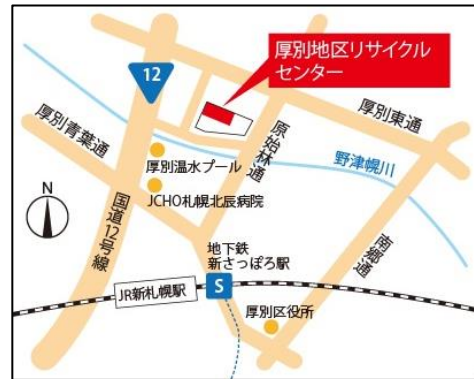 厚別地区リサイクル
センター
12
厚別東通
厚別青葉通
原始林通
野津幌川
厚別温水プール
JCHO札幌北辰病院
N
国道12号線
南郷通
地下鉄
新さっぽろ駅
S
JR新札幌駅
厚別区役所